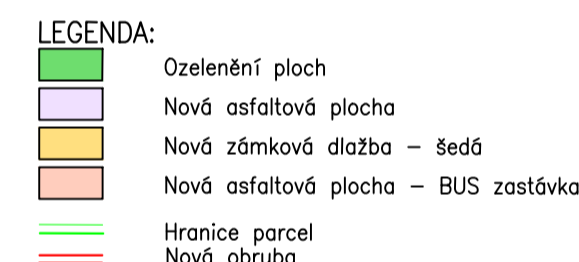 LEGENDA:
Ozelenění ploch
Nová asfaltová plocha
Nová zámková dlažba – šedá
Nová asfaltová plocha – BUS zastávka
Hranice parcel
Nová obruba